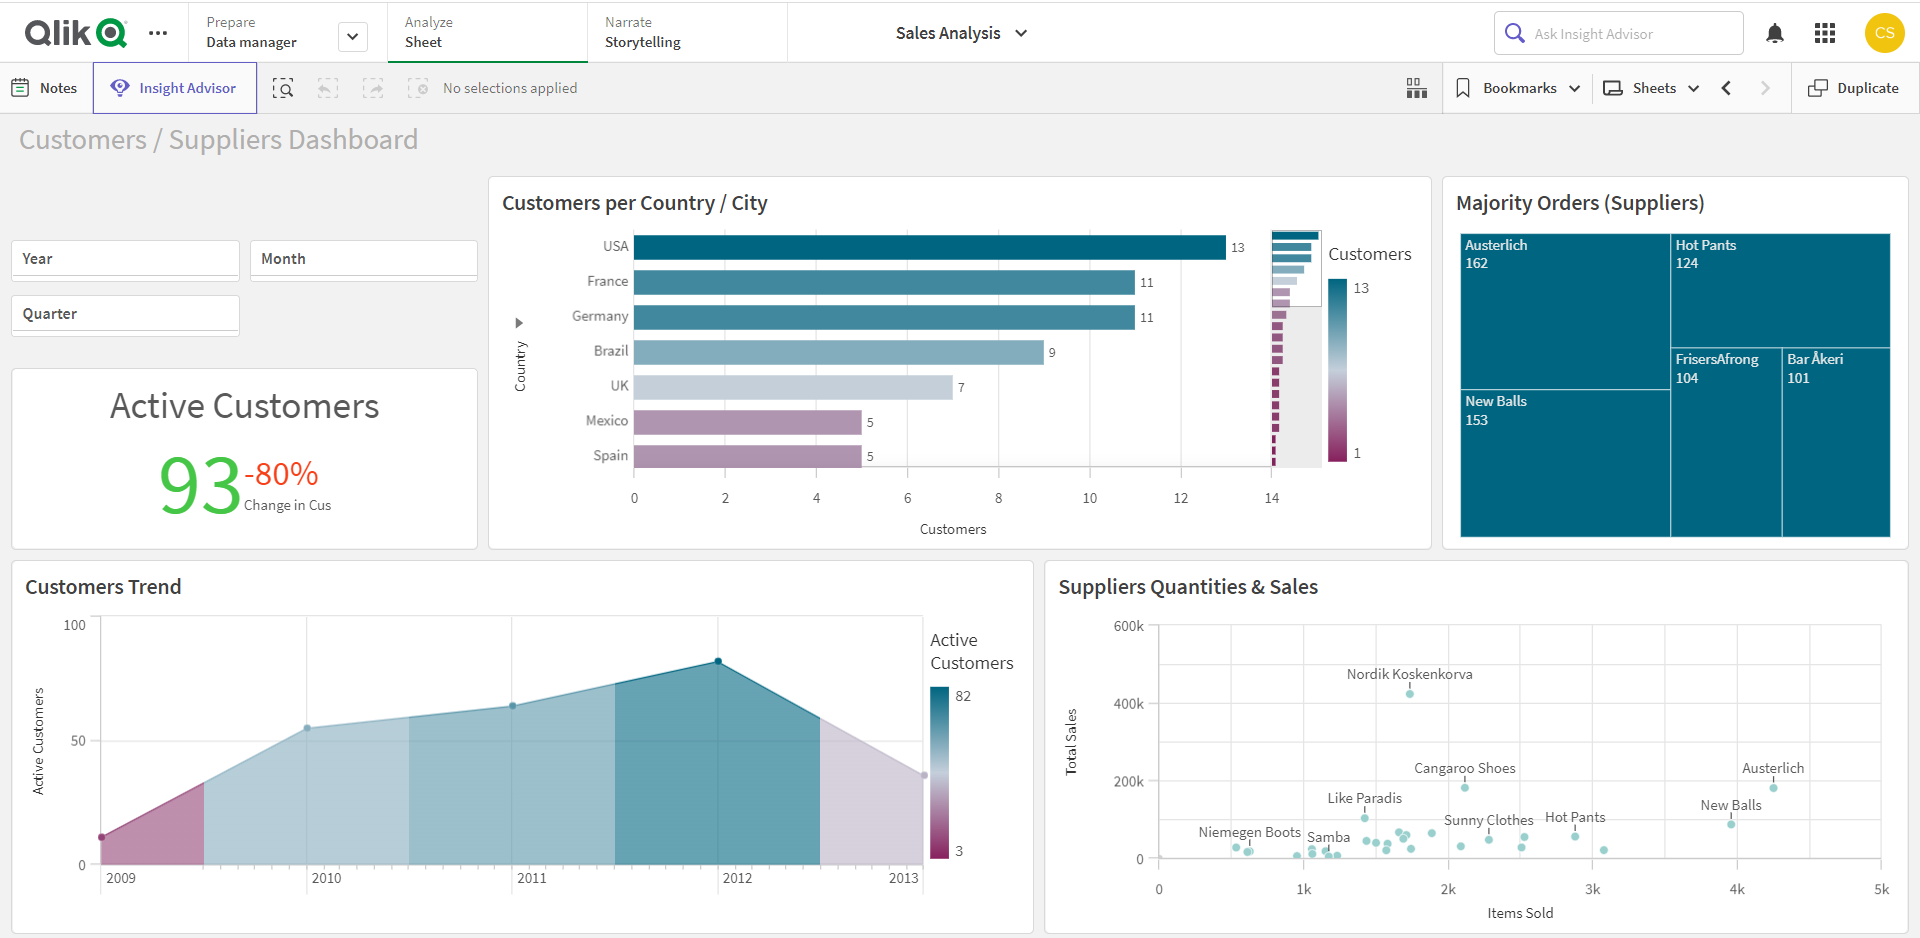 Qlik
Prepare
Data manager
Analyze
Sheet
Narrate
Storytelling
Sales Analysis
Ask Insight Advisor
CS
Notes
Insight Advisor
No selections applied
Bookmarks
Sheets
Duplicate
Customers / Suppliers Dashboard
Year
Month
Quarter
Active Customers
93
-80%
Change in Cus
Customers per Country / City
Country
USA
13
France
11
Germany
11
Brazil
9
UK
7
Mexico
5
Spain
5
0 2 4 6 8 10 12 14
Customers
Customers
13
1
Majority Orders (Suppliers)
Austerlich
162
Hot Pants
124
New Balls
153
FrisersAfrong
104
Bar Åkeri
101
Customers Trend
Active Customers
100
50
0
2009 2010 2011 2012 2013
Active
Customers
82
3
Suppliers Quantities & Sales
Total Sales
600k
400k
200k
0
Nordik Koskenkorva
Cangaroo Shoes
Austerlich
Like Paradis
New Balls
Sunny Clothes
Hot Pants
Niemegen Boots
Samba
0 1k 2k 3k 4k 5k
Items Sold